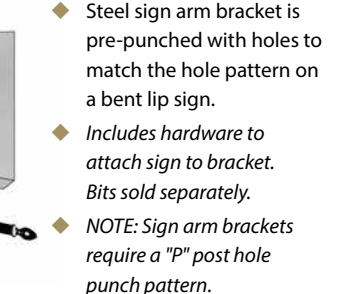 Steel sign arm bracket is
pre-punched with holes to
match the hole pattern on
a bent lip sign.
Includes hardware to
attach sign to bracket.
Bits sold separately.
NOTE: Sign arm brackets
require a "P" post hole
punch pattern.